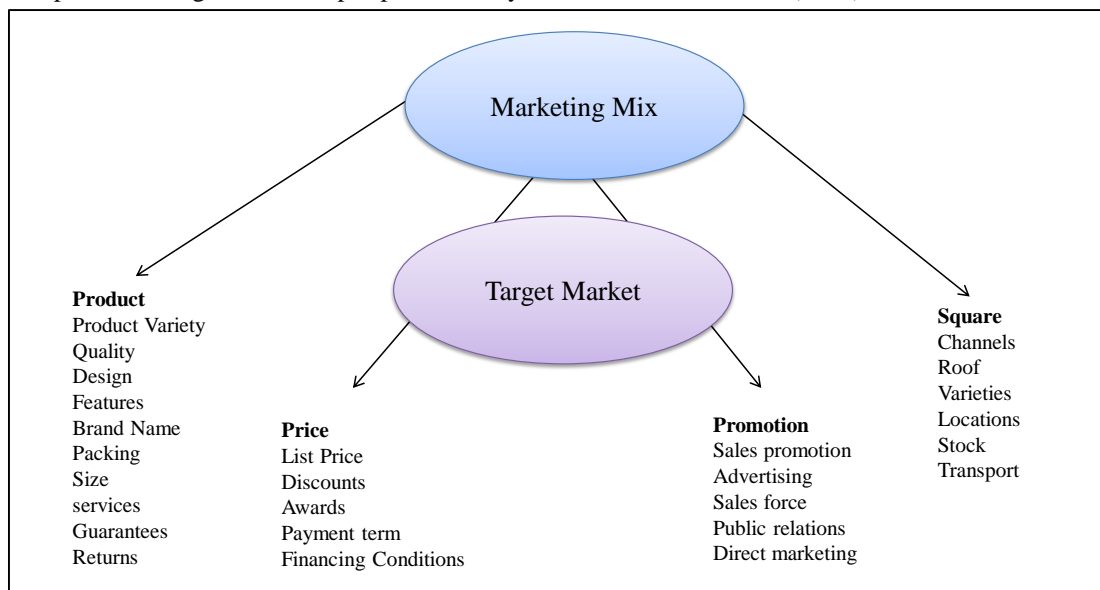 Marketing Mix
Target Market
Product
Product Variety
Quality
Design
Features
Brand Name
Packing
Size
services
Guarantees
Returns
Price
List Price
Discounts
Awards
Payment term
Financing Conditions
Promotion
Sales promotion
Advertising
Sales force
Public relations
Direct marketing
Square
Channels
Roof
Varieties
Locations
Stock
Transport